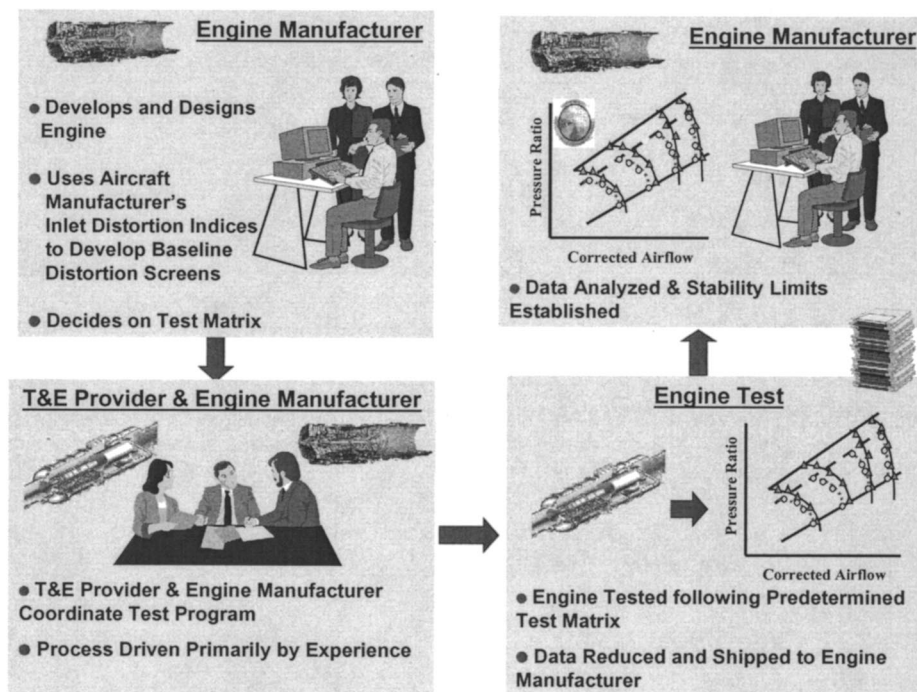 Engine Manufacturer
● Develops and Designs
Engine
● Uses Aircraft
Manufacturer's
Inlet Distortion Indices
to Develop Baseline
Distortion Screens
● Decides on Test Matrix
T&E Provider & Engine Manufacturer
● T&E Provider & Engine Manufacturer
Coordinate Test Program
● Process Driven Primarily by Experience
Engine Test
Pressure Ratio
Corrected Airflow
● Engine Tested following Predetermined
Test Matrix
● Data Reduced and Shipped to Engine
Manufacturer
Engine Manufacturer
Pressure Ratio
Corrected Airflow
● Data Analyzed & Stability Limits
Established